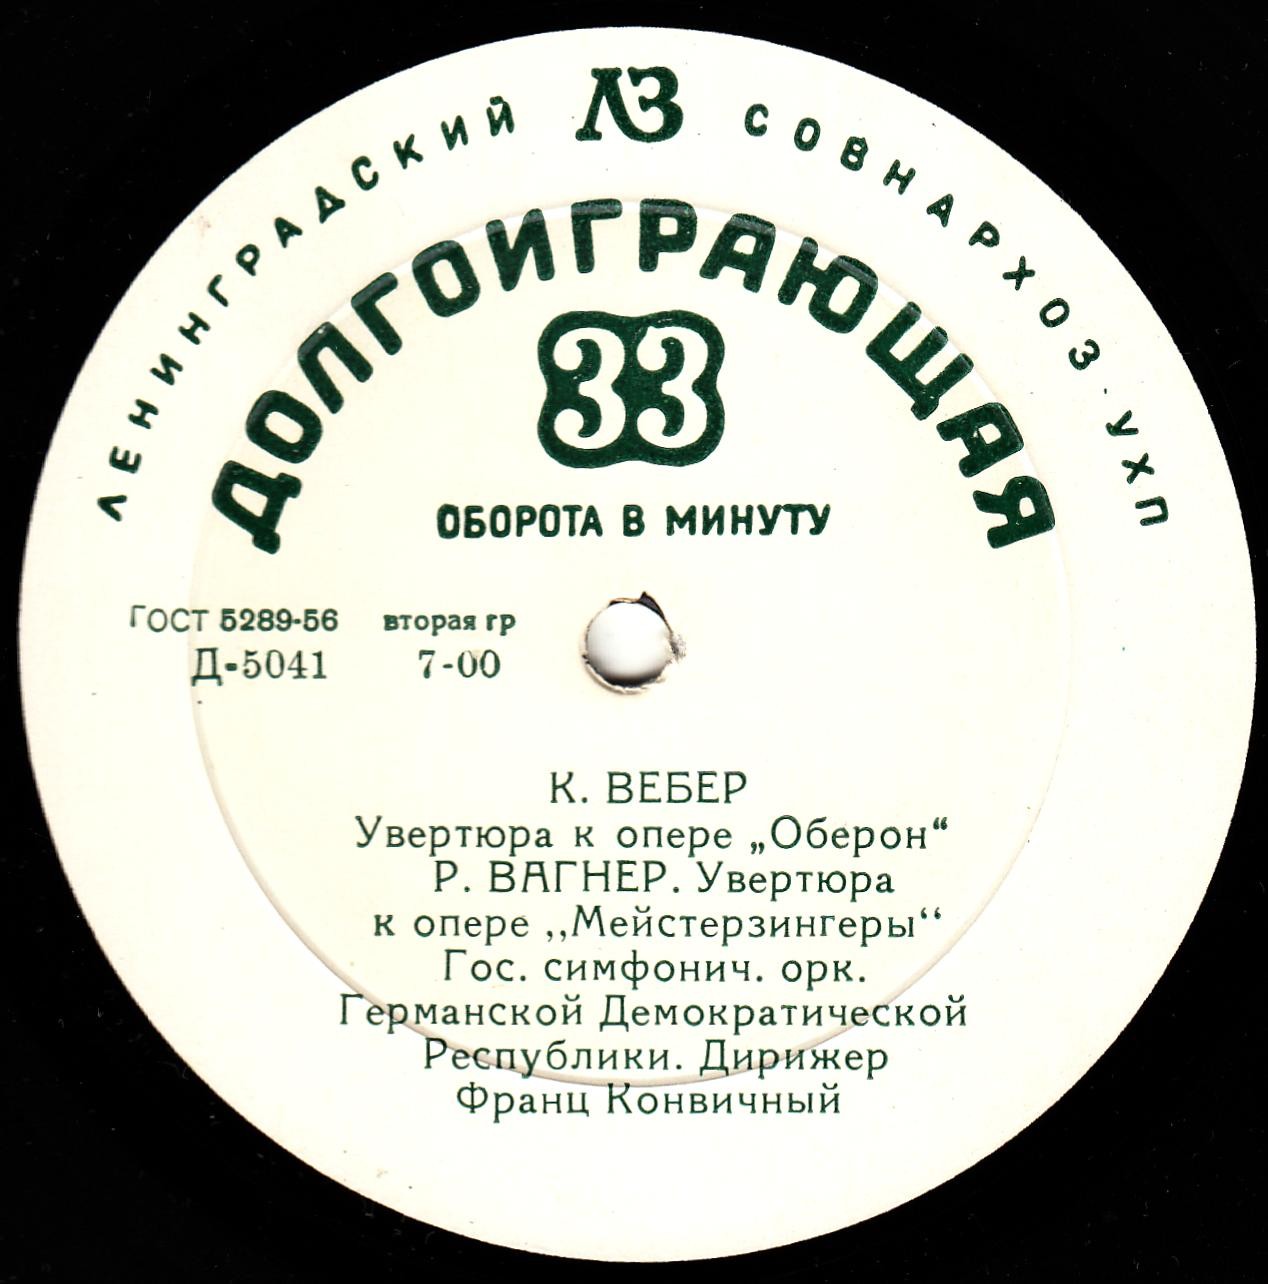 ЛЕНИНГРАДСКИЙ ЛЗ СОВНАРХОЗ · УХП
ДОЛГОИГРАЮЩАЯ
33
ОБОРОТА В МИНУТУ
ГОСТ 5289-56 вторая гр
Д-5041 7-00
К. ВЕБЕР
Увертюра к опере „Оберон“
Р. ВАГНЕР. Увертюра
к опере „Мейстерзингеры“
Гос. симфонич. орк.
Германской Демократической
Республики. Дирижер
Франц Конвичный